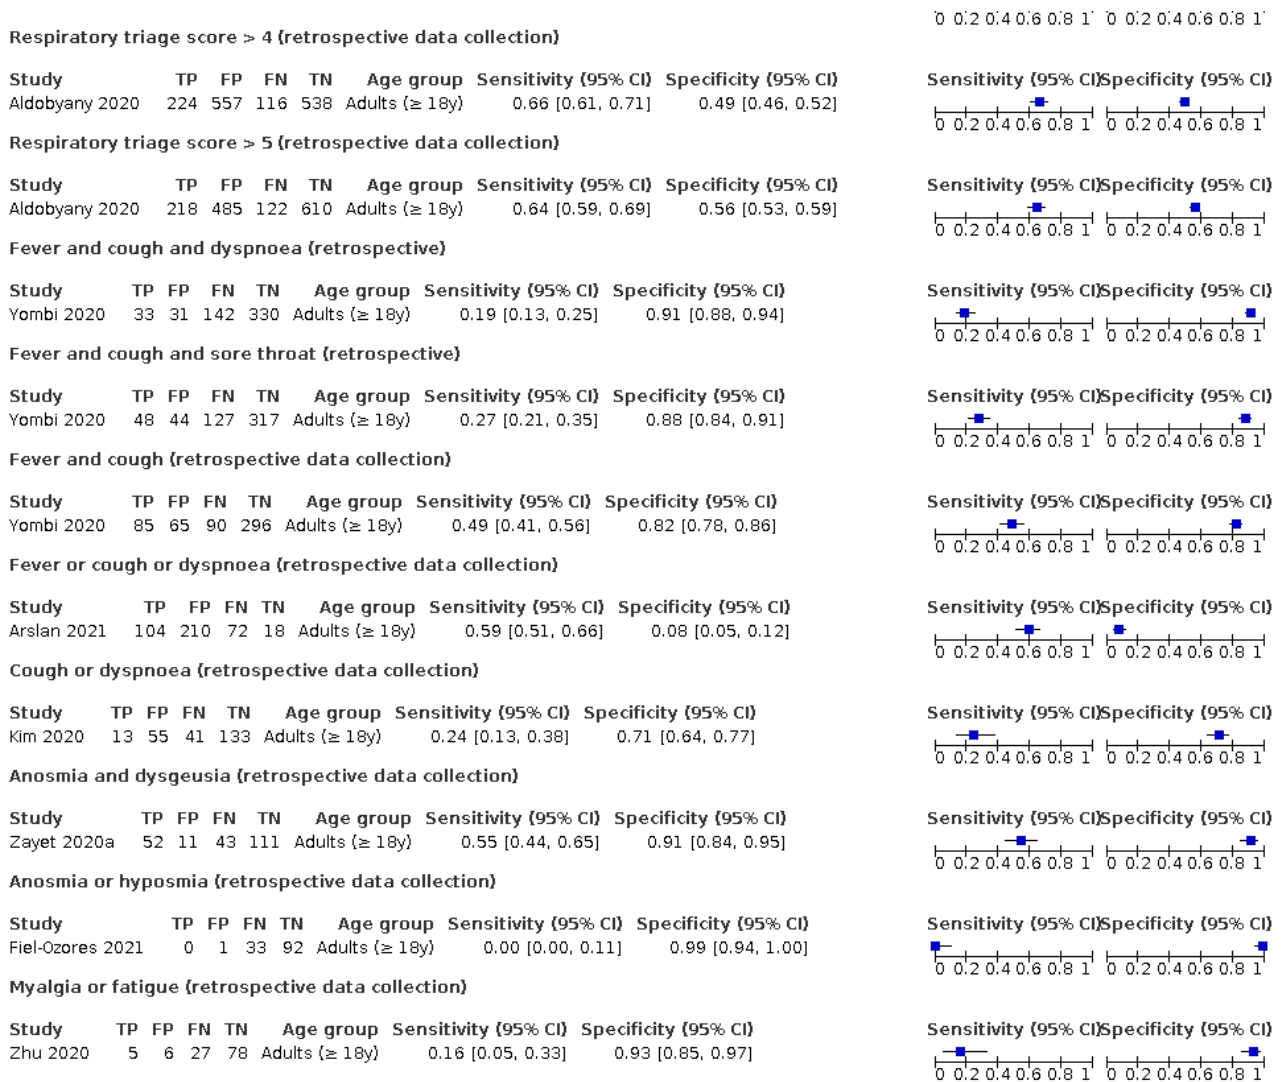 0 0.2 0.4 0.6 0.8 1 0 0.2 0.4 0.6 0.8 1
Respiratory triage score > 4 (retrospective data collection)
Study TP FP FN TN Age group Sensitivity (95% CI) Specificity (95% CI) Sensitivity (95% CI) Specificity (95% CI)
Aldobyany 2020 224 557 116 538 Adults (≥ 18y) 0.66 [0.61, 0.71] 0.49 [0.46, 0.52]
0 0.2 0.4 0.6 0.8 1 0 0.2 0.4 0.6 0.8 1
Respiratory triage score > 5 (retrospective data collection)
Study TP FP FN TN Age group Sensitivity (95% CI) Specificity (95% CI) Sensitivity (95% CI) Specificity (95% CI)
Aldobyany 2020 218 485 122 610 Adults (≥ 18y) 0.64 [0.59, 0.69] 0.56 [0.53, 0.59]
0 0.2 0.4 0.6 0.8 1 0 0.2 0.4 0.6 0.8 1
Fever and cough and dyspnoea (retrospective)
Study TP FP FN TN Age group Sensitivity (95% CI) Specificity (95% CI) Sensitivity (95% CI) Specificity (95% CI)
Yombi 2020 33 31 142 330 Adults (≥ 18y) 0.19 [0.13, 0.25] 0.91 [0.88, 0.94]
0 0.2 0.4 0.6 0.8 1 0 0.2 0.4 0.6 0.8 1
Fever and cough and sore throat (retrospective)
Study TP FP FN TN Age group Sensitivity (95% CI) Specificity (95% CI) Sensitivity (95% CI) Specificity (95% CI)
Yombi 2020 48 44 127 317 Adults (≥ 18y) 0.27 [0.21, 0.35] 0.88 [0.84, 0.91]
0 0.2 0.4 0.6 0.8 1 0 0.2 0.4 0.6 0.8 1
Fever and cough (retrospective data collection)
Study TP FP FN TN Age group Sensitivity (95% CI) Specificity (95% CI) Sensitivity (95% CI) Specificity (95% CI)
Yombi 2020 85 65 90 296 Adults (≥ 18y) 0.49 [0.41, 0.56] 0.82 [0.78, 0.86]
0 0.2 0.4 0.6 0.8 1 0 0.2 0.4 0.6 0.8 1
Fever or cough or dyspnoea (retrospective data collection)
Study TP FP FN TN Age group Sensitivity (95% CI) Specificity (95% CI) Sensitivity (95% CI) Specificity (95% CI)
Arslan 2021 104 210 72 18 Adults (≥ 18y) 0.59 [0.51, 0.66] 0.08 [0.05, 0.12]
0 0.2 0.4 0.6 0.8 1 0 0.2 0.4 0.6 0.8 1
Cough or dyspnoea (retrospective data collection)
Study TP FP FN TN Age group Sensitivity (95% CI) Specificity (95% CI) Sensitivity (95% CI) Specificity (95% CI)
Kim 2020 13 55 41 133 Adults (≥ 18y) 0.24 [0.13, 0.38] 0.71 [0.64, 0.77]
0 0.2 0.4 0.6 0.8 1 0 0.2 0.4 0.6 0.8 1
Anosmia and dysgeusia (retrospective data collection)
Study TP FP FN TN Age group Sensitivity (95% CI) Specificity (95% CI) Sensitivity (95% CI) Specificity (95% CI)
Zayet 2020a 52 11 43 111 Adults (≥ 18y) 0.55 [0.44, 0.65] 0.91 [0.84, 0.95]
0 0.2 0.4 0.6 0.8 1 0 0.2 0.4 0.6 0.8 1
Anosmia or hyposmia (retrospective data collection)
Study TP FP FN TN Age group Sensitivity (95% CI) Specificity (95% CI) Sensitivity (95% CI) Specificity (95% CI)
Fiel-Ozores 2021 0 1 33 92 Adults (≥ 18y) 0.00 [0.00, 0.11] 0.99 [0.94, 1.00]
0 0.2 0.4 0.6 0.8 1 0 0.2 0.4 0.6 0.8 1
Myalgia or fatigue (retrospective data collection)
Study TP FP FN TN Age group Sensitivity (95% CI) Specificity (95% CI) Sensitivity (95% CI) Specificity (95% CI)
Zhu 2020 5 6 27 78 Adults (≥ 18y) 0.16 [0.05, 0.33] 0.93 [0.85, 0.97]
0 0.2 0.4 0.6 0.8 1 0 0.2 0.4 0.6 0.8 1